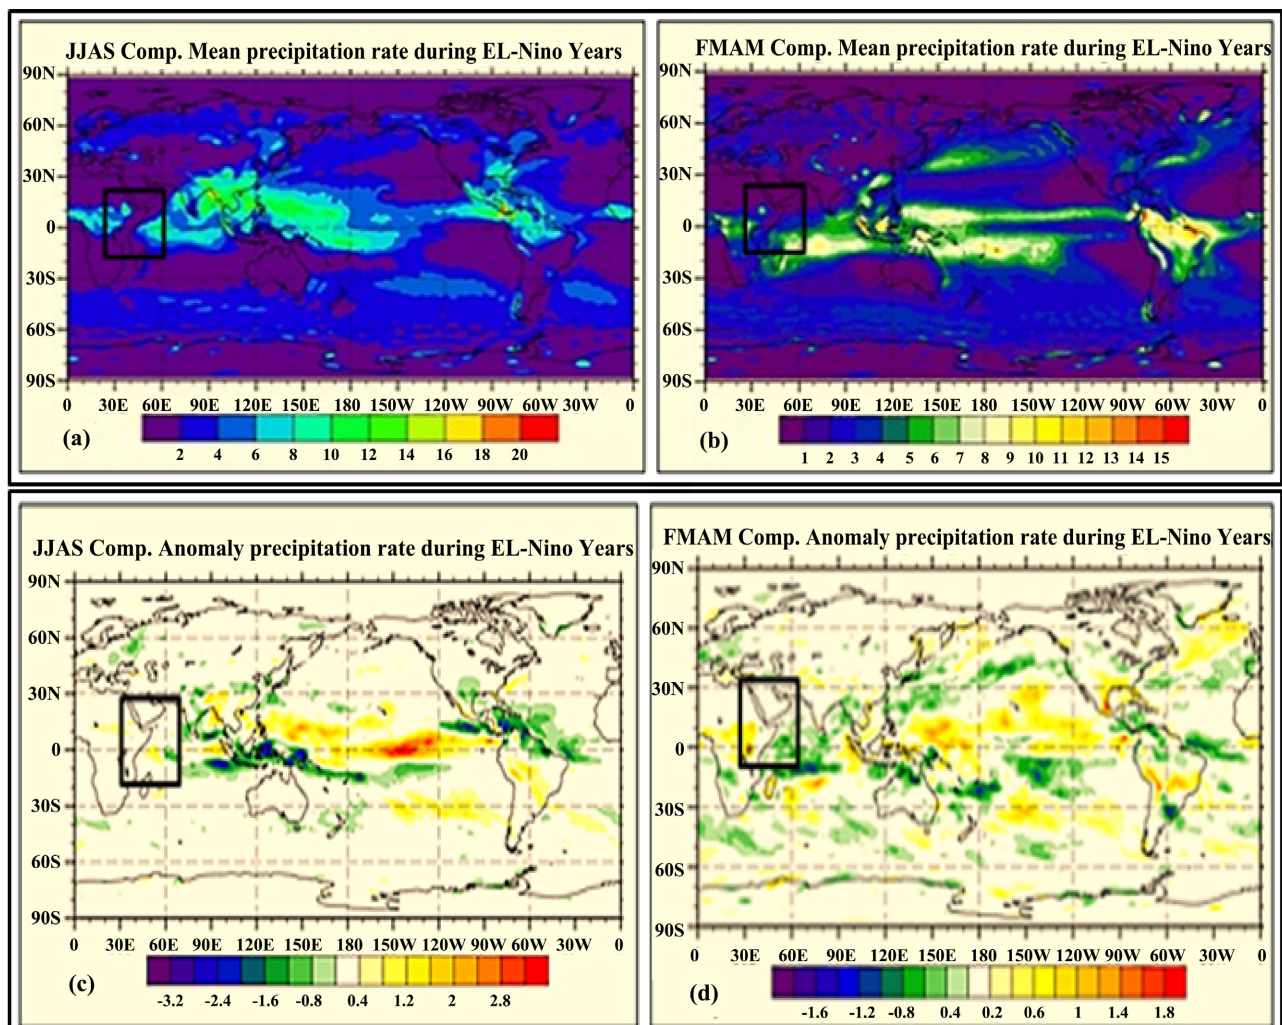 JJAS Comp. Mean precipitation rate during EL-Nino Years
90N
60N
30N
0
30S
60S
90S
0 30E 60E 90E 120E 150E 180 150W 120W 90W 60W 30W 0
(a)
2 4 6 8 10 12 14 16 18 20
FMAM Comp. Mean precipitation rate during EL-Nino Years
90N
60N
30N
0
30S
60S
90S
0 30E 60E 90E 120E 150E 180 150W 120W 90W 60W 30W 0
(b)
1 2 3 4 5 6 7 8 9 10 11 12 13 14 15
JJAS Comp. Anomaly precipitation rate during EL-Nino Years
90N
60N
30N
0
30S
60S
90S
0 30E 60E 90E 120E 150E 180E 150W 120W 90W 60W 30W 0
(c)
-3.2 -2.4 -1.6 -0.8 0.4 1.2 2 2.8
FMAM Comp. Anomaly precipitation rate during EL-Nino Years
90N
60N
30N
0
30S
60S
90S
0 30E 60E 90E 120E 150E 180 150W 120W 90W 60W 30W 0
(d)
-1.6 -1.2 -0.8 0.4 0.2 0.6 1 1.4 1.8